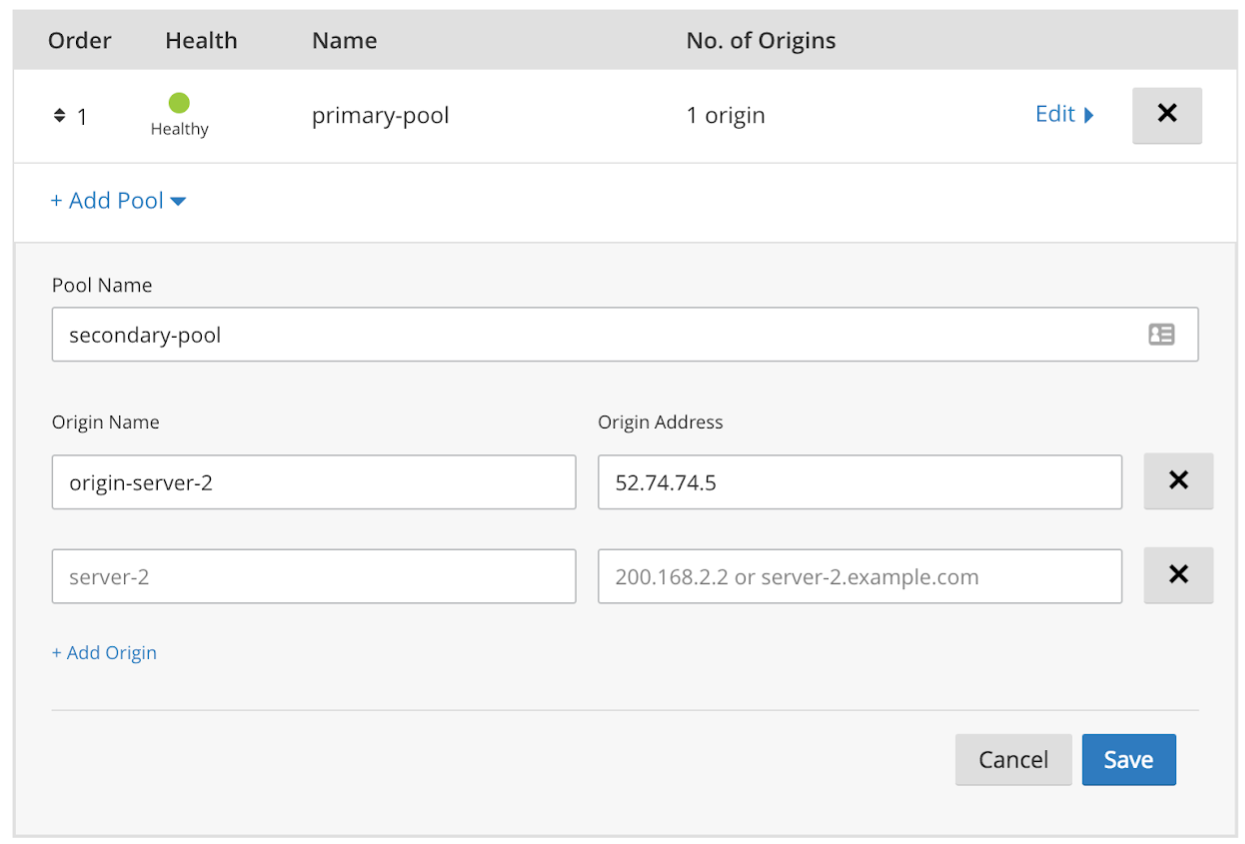 Order Health Name No. of Origins
1 Healthy primary-pool 1 origin Edit
+ Add Pool
Pool Name
secondary-pool
Origin Name Origin Address
origin-server-2 52.74.74.5
server-2 200.168.2.2 or server-2.example.com
+ Add Origin
Cancel Save